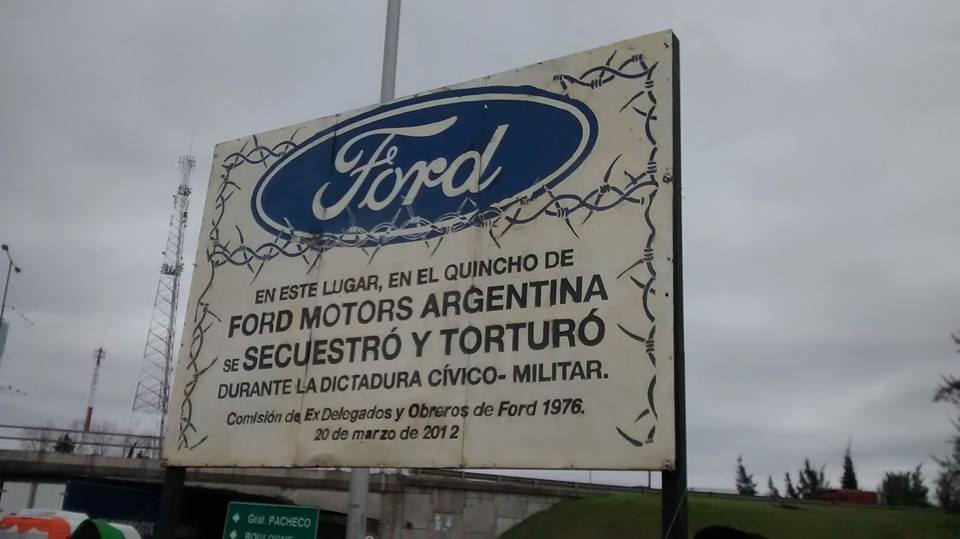 Ford
EN ESTE LUGAR, EN EL QUINCHO DE
FORD MOTORS ARGENTINA
SE SECUESTRÓ Y TORTURÓ
DURANTE LA DICTADURA CÍVICO- MILITAR.
Comisión de Ex Delegados y Obreros de Ford 1976.
20 de marzo de 2012
Gral. PACHECO
BOULOGNE